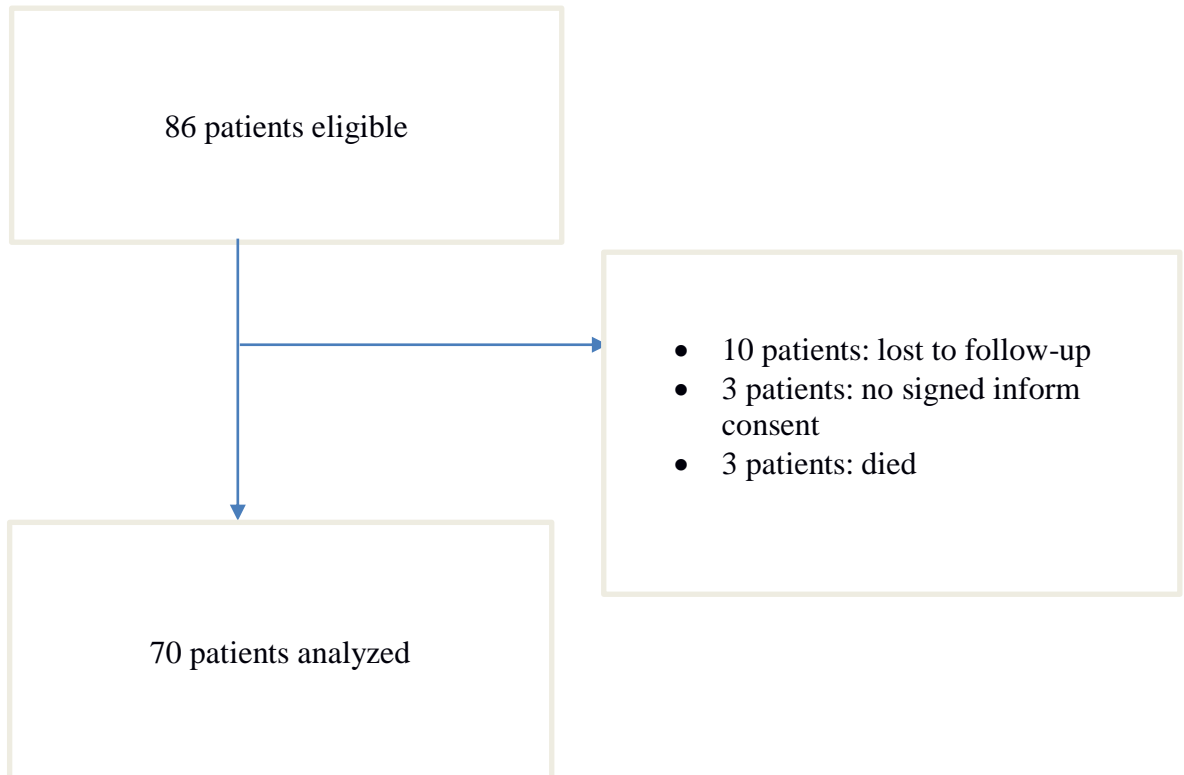 86 patients eligible
• 10 patients: lost to follow-up
• 3 patients: no signed inform
consent
• 3 patients: died
70 patients analyzed